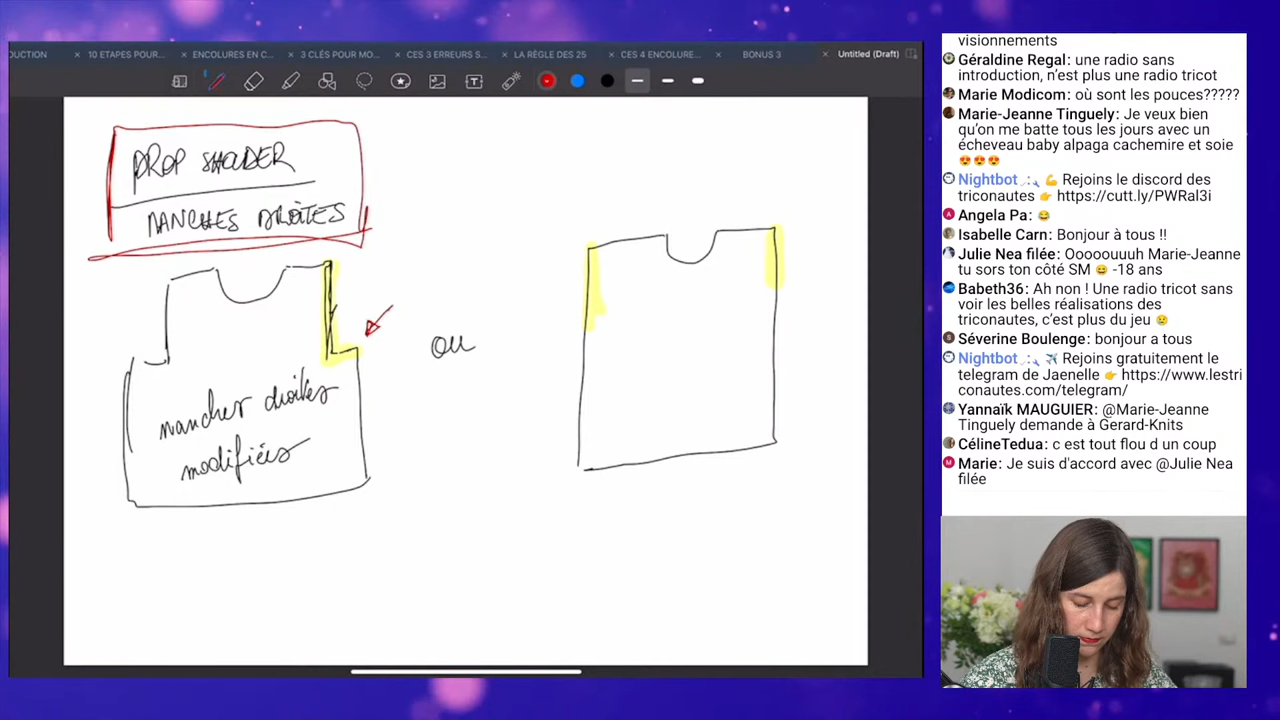 ODUCTION
10 ETAPES POUR...
ENCOLURES EN C...
3 CLÉS POUR MO...
CES 3 ERREURS S...
LA RÈGLE DES 25
CES 4 ENCOLURE...
BONUS 3
Untitled (Draft)
DROP SHOUDER
MANCHES DROITES
manches droites
modifiées
ou
visionnements
Géraldine Regal: une radio sans
introduction, n'est plus une radio tricot
Marie Modicom: où sont les pouces?????
Marie-Jeanne Tinguely: Je veux bien
qu'on me batte tous les jours avec un
écheveau baby alpaga cachemire et soie
😍😍😍
Nightbot: 💪 Rejoins le discord des
triconautes 👉 https://cutt.ly/PWRal3i
Angela Pa: 😂
Isabelle Carn: Bonjour à tous !!
Julie Nea filée: Ooooouuuh Marie-Jeanne
tu sors ton côté SM 😄 -18 ans
Babeth36: Ah non ! Une radio tricot sans
voir les belles réalisations des
triconautes, c'est plus du jeu 😢
Séverine Boulenge: bonjour a tous
Nightbot: ✈️ Rejoins gratuitement le
telegram de Jaenelle 👉 https://www.lestri
conautes.com/telegram/
Yannaïk MAUGUIER: @Marie-Jeanne
Tinguely demande à Gerard-Knits
CélineTedua: c est tout flou d un coup
Marie: Je suis d'accord avec @Julie Nea
filée